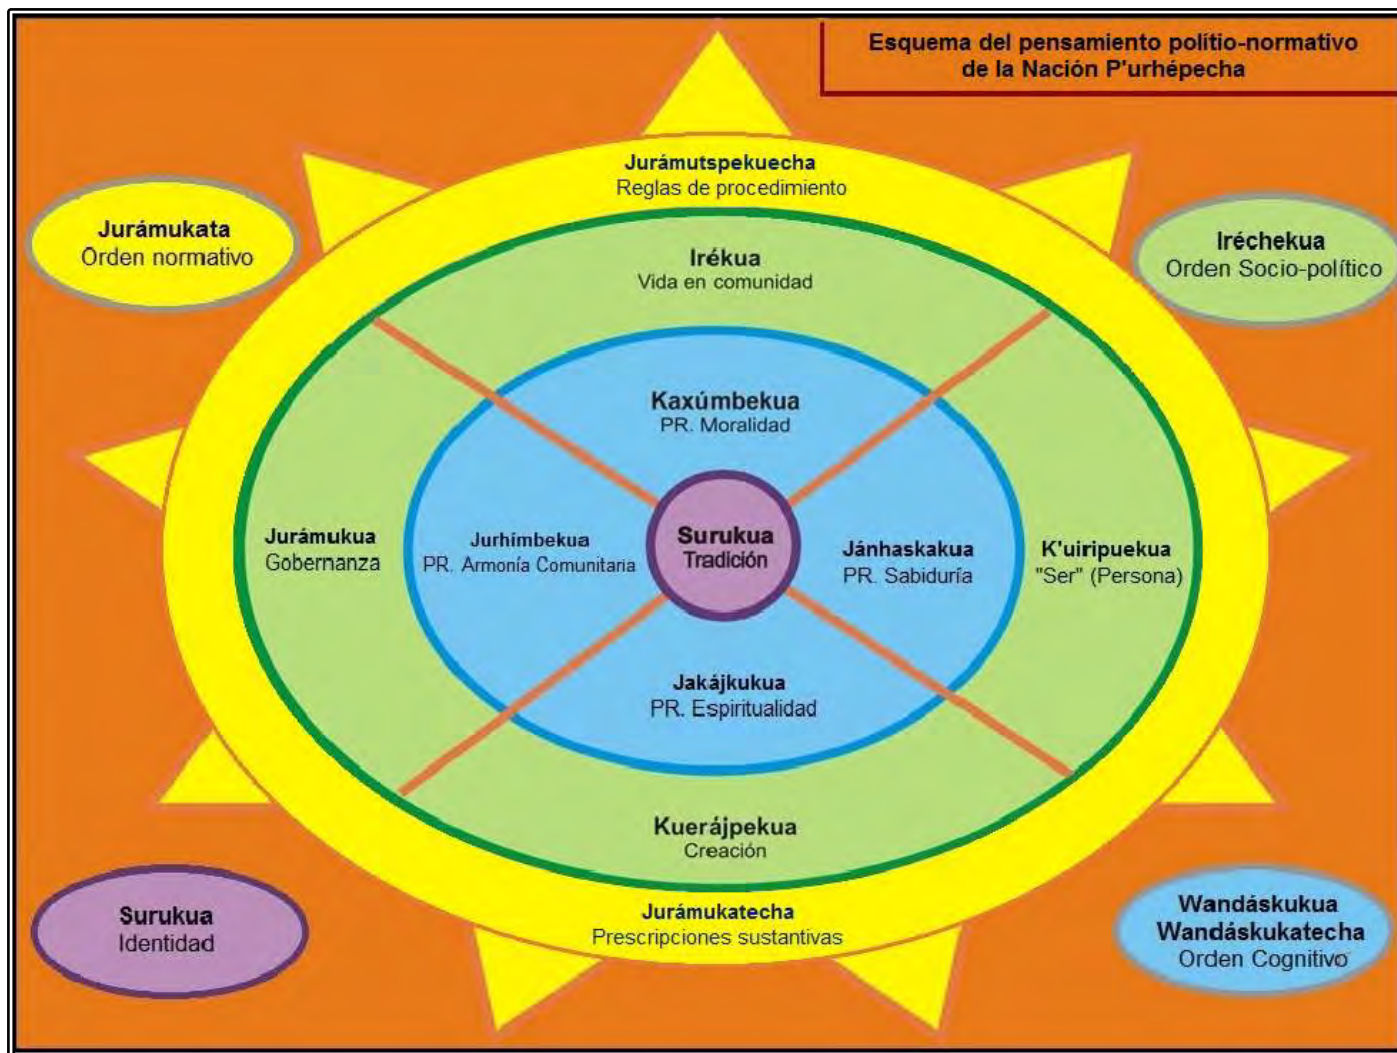 Esquema del pensamiento polítio-normativo
de la Nación P'urhépecha
Jurámutspekuecha
Reglas de procedimiento
Jurámukata
Orden normativo
Iréchekua
Orden Socio-político
Irékua
Vida en comunidad
Kaxúmbekua
PR. Moralidad
Jurámukua
Gobernanza
Jurhímbekua
PR. Armonía Comunitaria
Surukua
Tradición
Jánhaskakua
PR. Sabiduría
K'uiripuekua
"Ser" (Persona)
Jakájkukua
PR. Espiritualidad
Kuerájpekua
Creación
Jurámukatecha
Prescripciones sustantivas
Surukua
Identidad
Wandáskukua
Wandáskukatecha
Orden Cognitivo